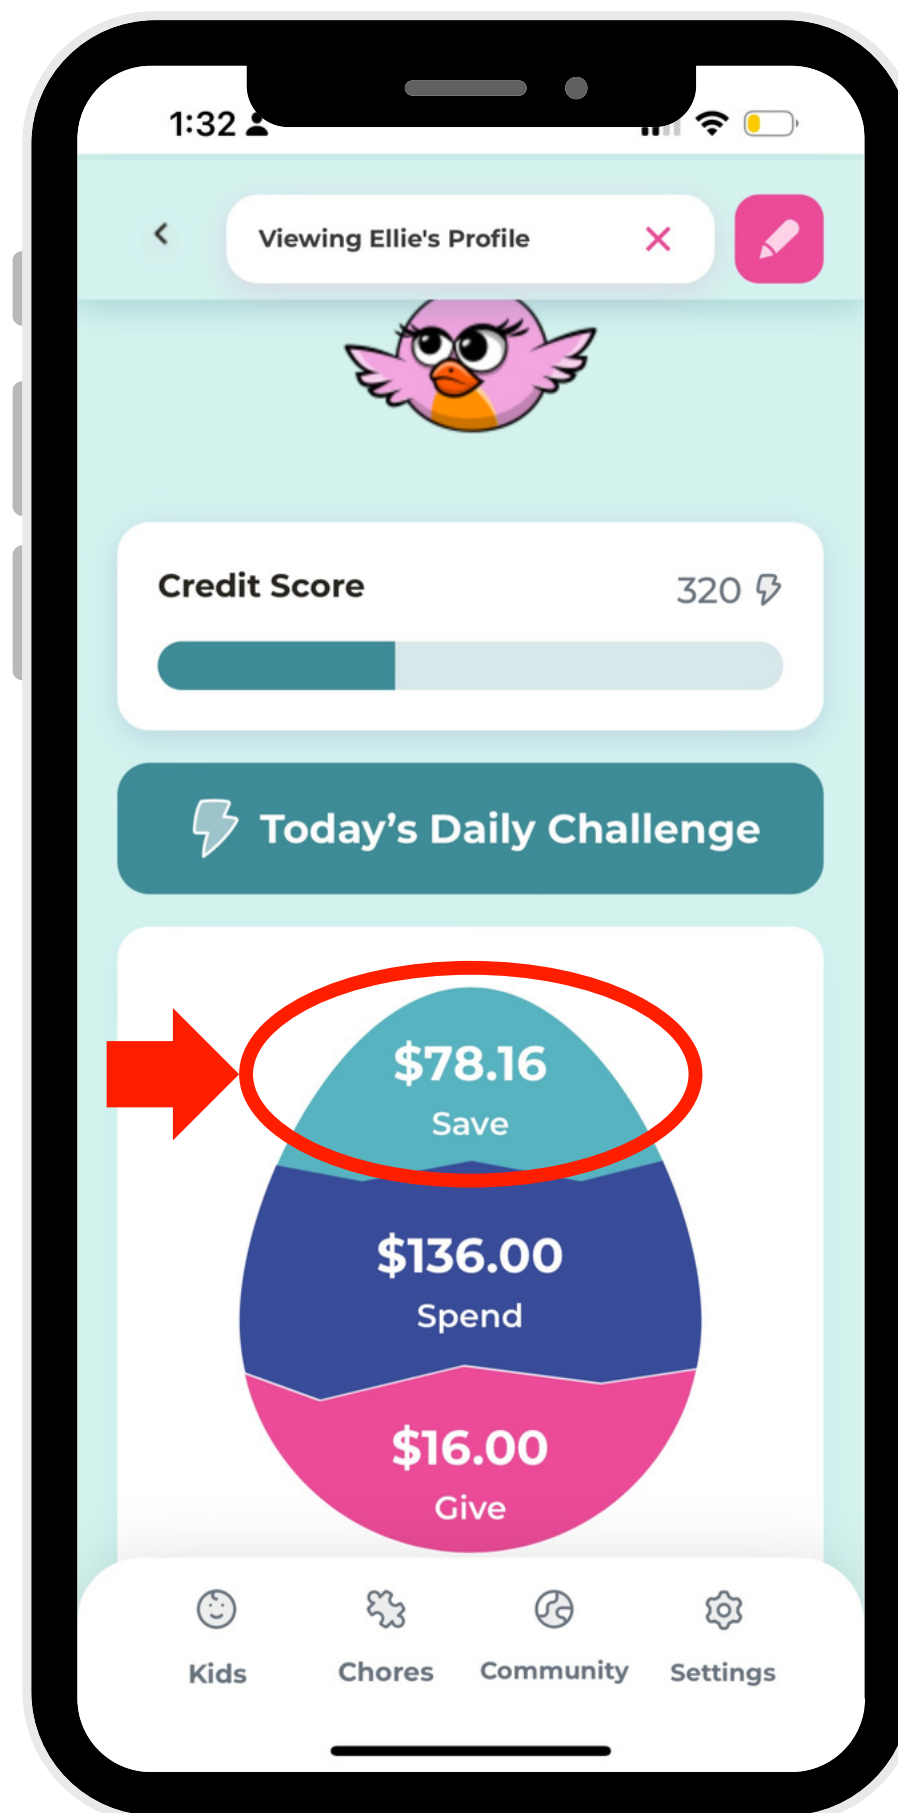 1:32
Viewing Ellie's Profile
Credit Score
320
Today’s Daily Challenge
$78.16
Save
$136.00
Spend
$16.00
Give
Kids
Chores
Community
Settings